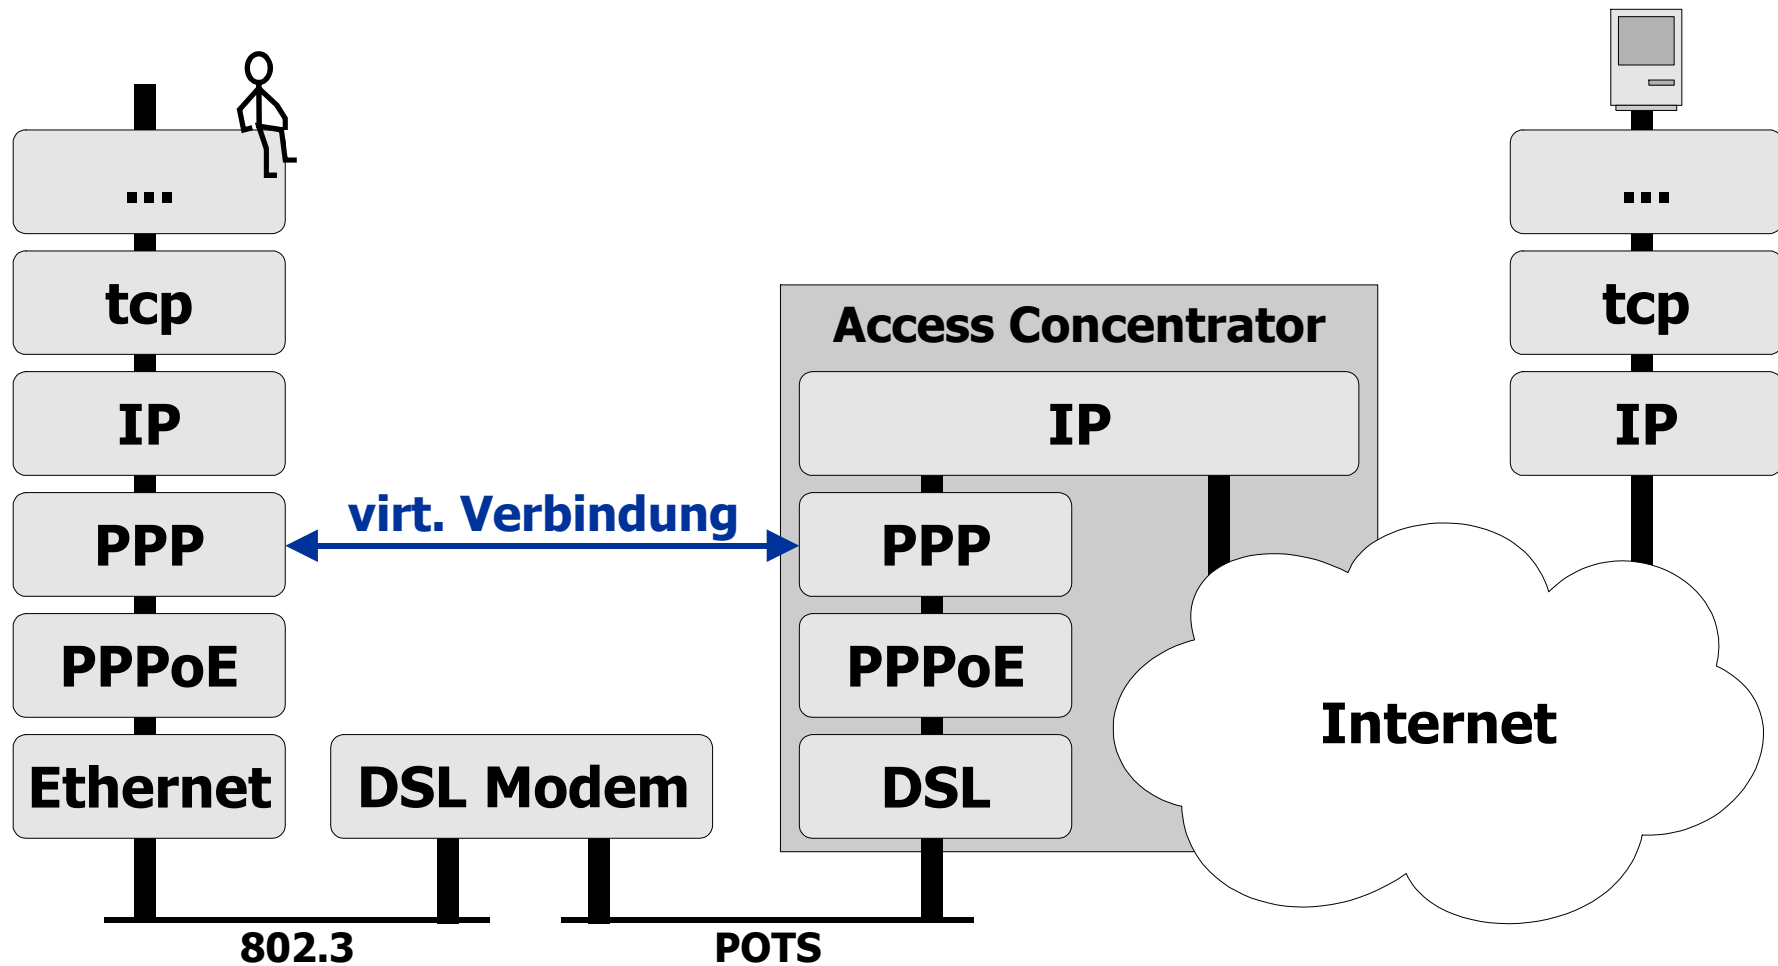 ...
tcp
IP
PPP
PPPoE
Ethernet
virt. Verbindung
DSL Modem
802.3
POTS
Access Concentrator
IP
PPP
PPPoE
DSL
Internet
...
tcp
IP